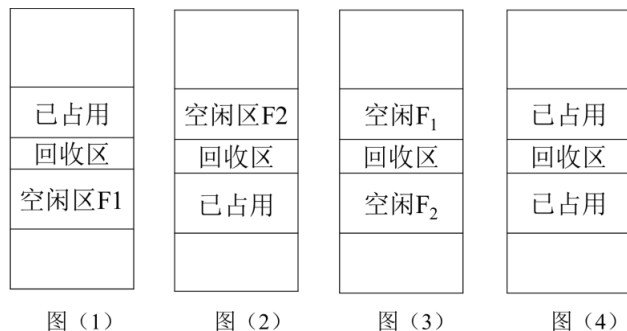 已占用
回收区
空闲区F1
图（1）
空闲区F2
回收区
已占用
图（2）
空闲F₁
回收区
空闲F₂
图（3）
已占用
回收区
已占用
图（4）